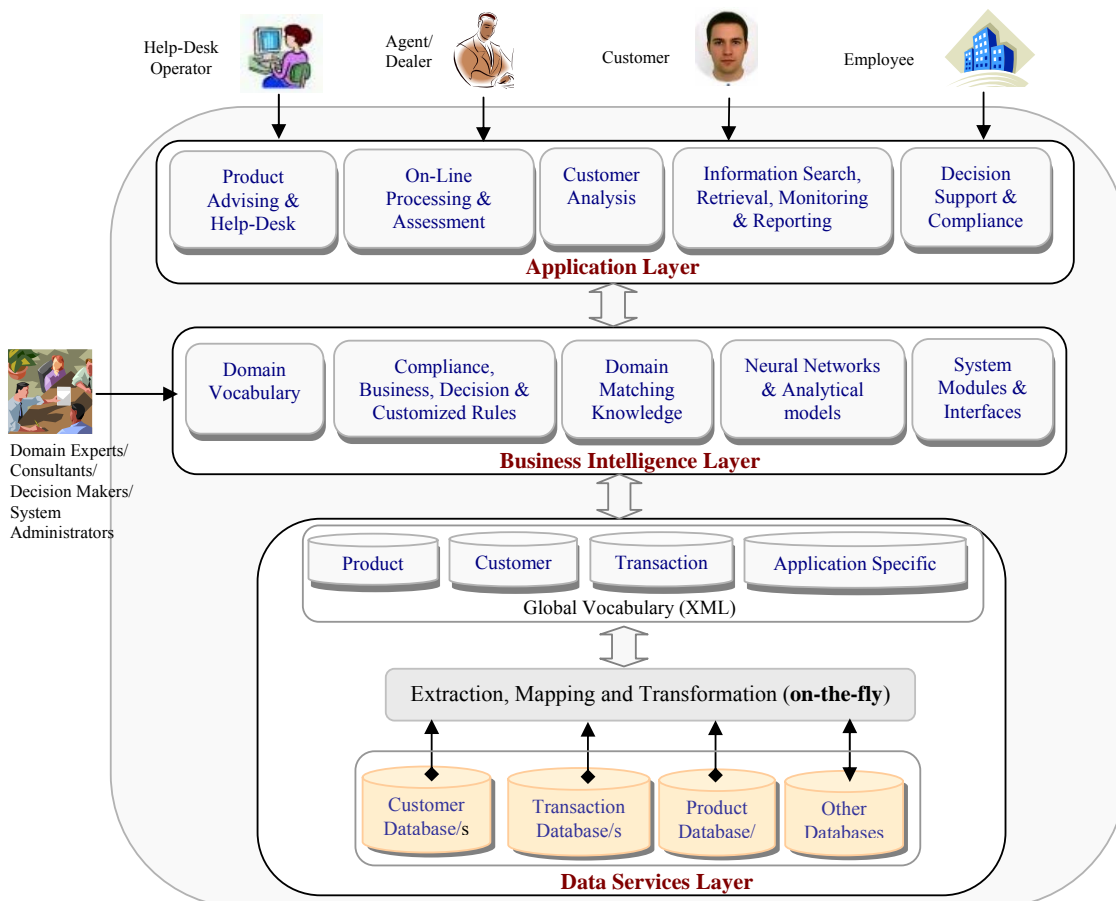 Help-Desk
Operator
Agent/
Dealer
Customer
Employee
Product
Advising &
Help-Desk
On-Line
Processing &
Assessment
Customer
Analysis
Information Search,
Retrieval, Monitoring
& Reporting
Decision
Support &
Compliance
Application Layer
Domain
Vocabulary
Compliance,
Business, Decision &
Customized Rules
Domain
Matching
Knowledge
Neural Networks
& Analytical
models
System
Modules &
Interfaces
Business Intelligence Layer
Domain Experts/
Consultants/
Decision Makers/
System
Administrators
Product
Customer
Transaction
Application Specific
Global Vocabulary (XML)
Extraction, Mapping and Transformation (on-the-fly)
Customer
Database/s
Transaction
Database/s
Product
Database/
Other
Databases
Data Services Layer